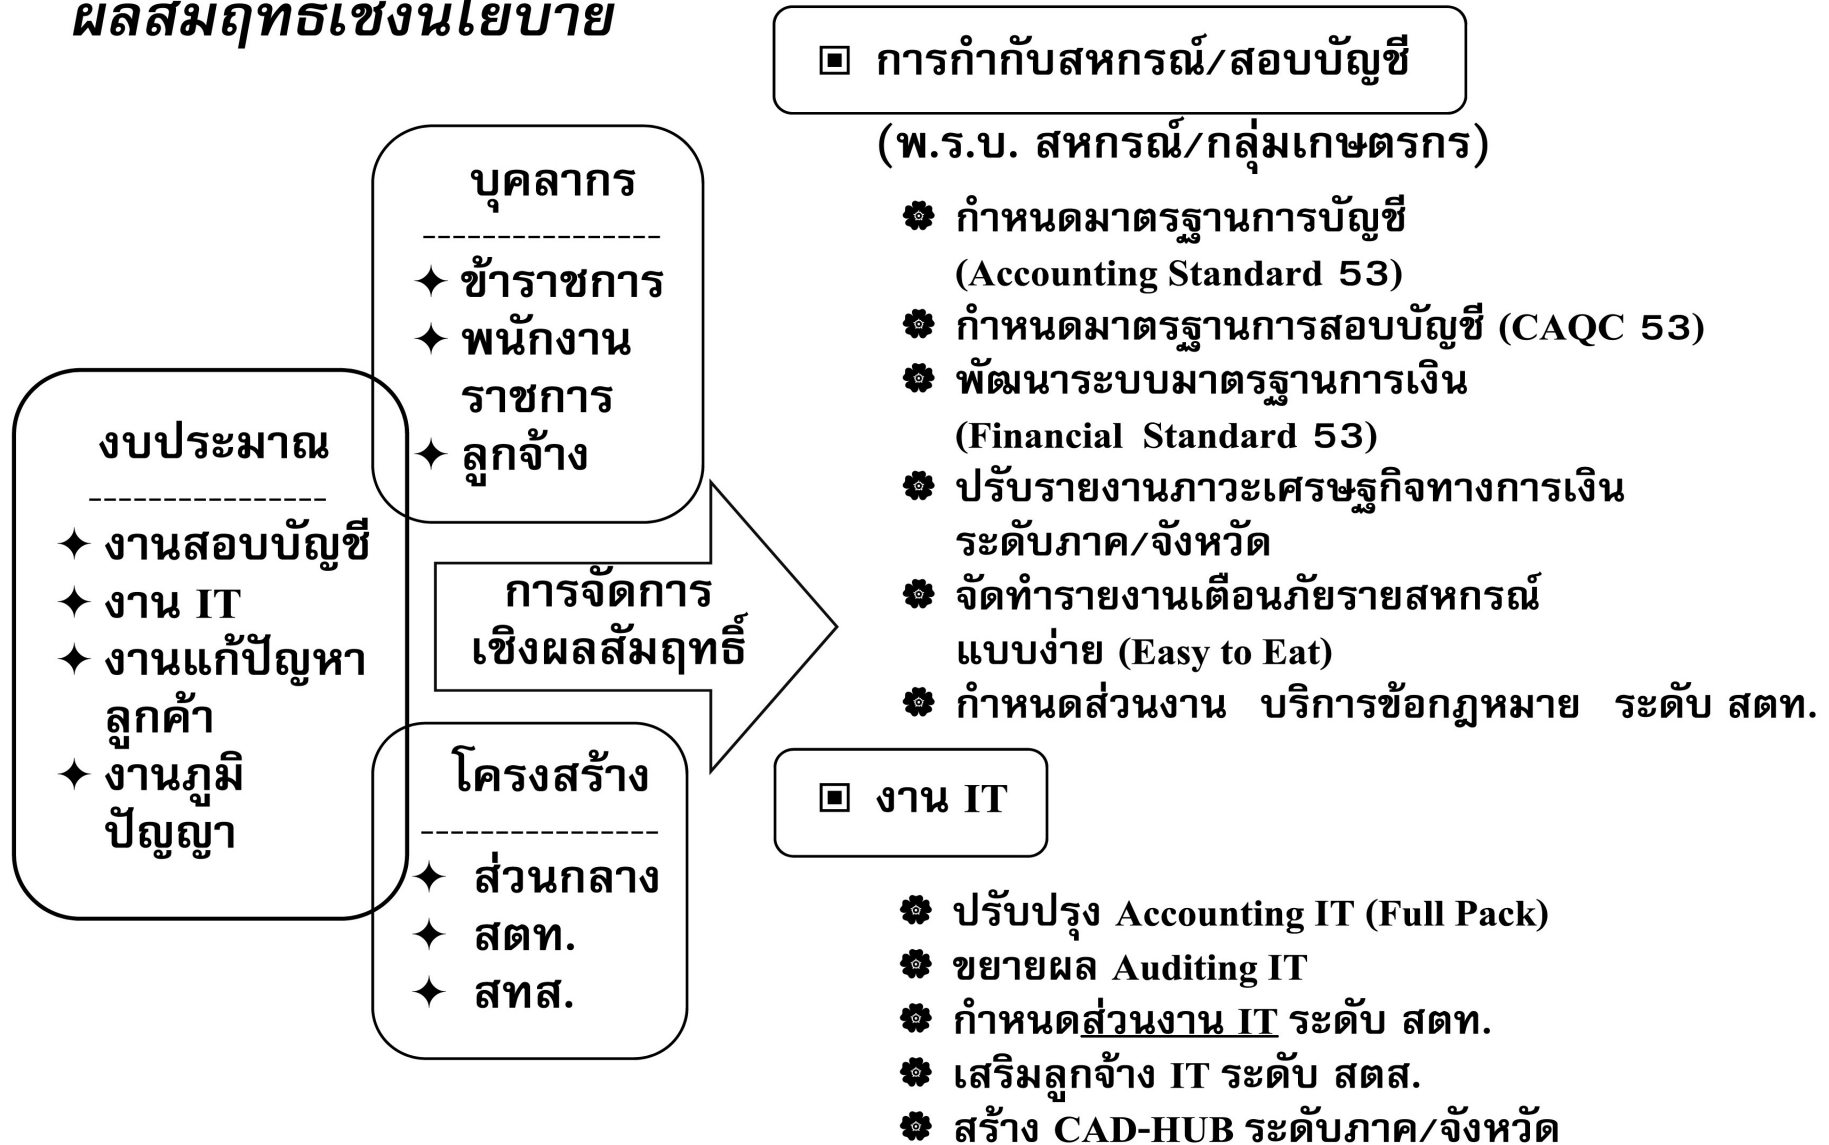 ผลสัมฤทธิ์เชิงนโยบาย
บุคลากร
----------------
ข้าราชการ
พนักงาน
ราชการ
ลูกจ้าง
งบประมาณ
----------------
งานสอบบัญชี
งาน IT
งานแก้ปัญหา
ลูกค้า
งานภูมิ
ปัญญา
การจัดการ
เชิงผลสัมฤทธิ์
โครงสร้าง
----------------
ส่วนกลาง
สตท.
สทส.
การกำกับสหกรณ์/สอบบัญชี
(พ.ร.บ. สหกรณ์/กลุ่มเกษตรกร)
กำหนดมาตรฐานการบัญชี
(Accounting Standard 53)
กำหนดมาตรฐานการสอบบัญชี (CAQC 53)
พัฒนาระบบมาตรฐานการเงิน
(Financial Standard 53)
ปรับรายงานภาวะเศรษฐกิจทางการเงิน
ระดับภาค/จังหวัด
จัดทำรายงานเตือนภัยรายสหกรณ์
แบบง่าย (Easy to Eat)
กำหนดส่วนงาน บริการข้อกฎหมาย ระดับ สตท.
งาน IT
ปรับปรุง Accounting IT (Full Pack)
ขยายผล Auditing IT
กำหนดส่วนงาน IT ระดับ สตท.
เสริมลูกจ้าง IT ระดับ สตส.
สร้าง CAD-HUB ระดับภาค/จังหวัด